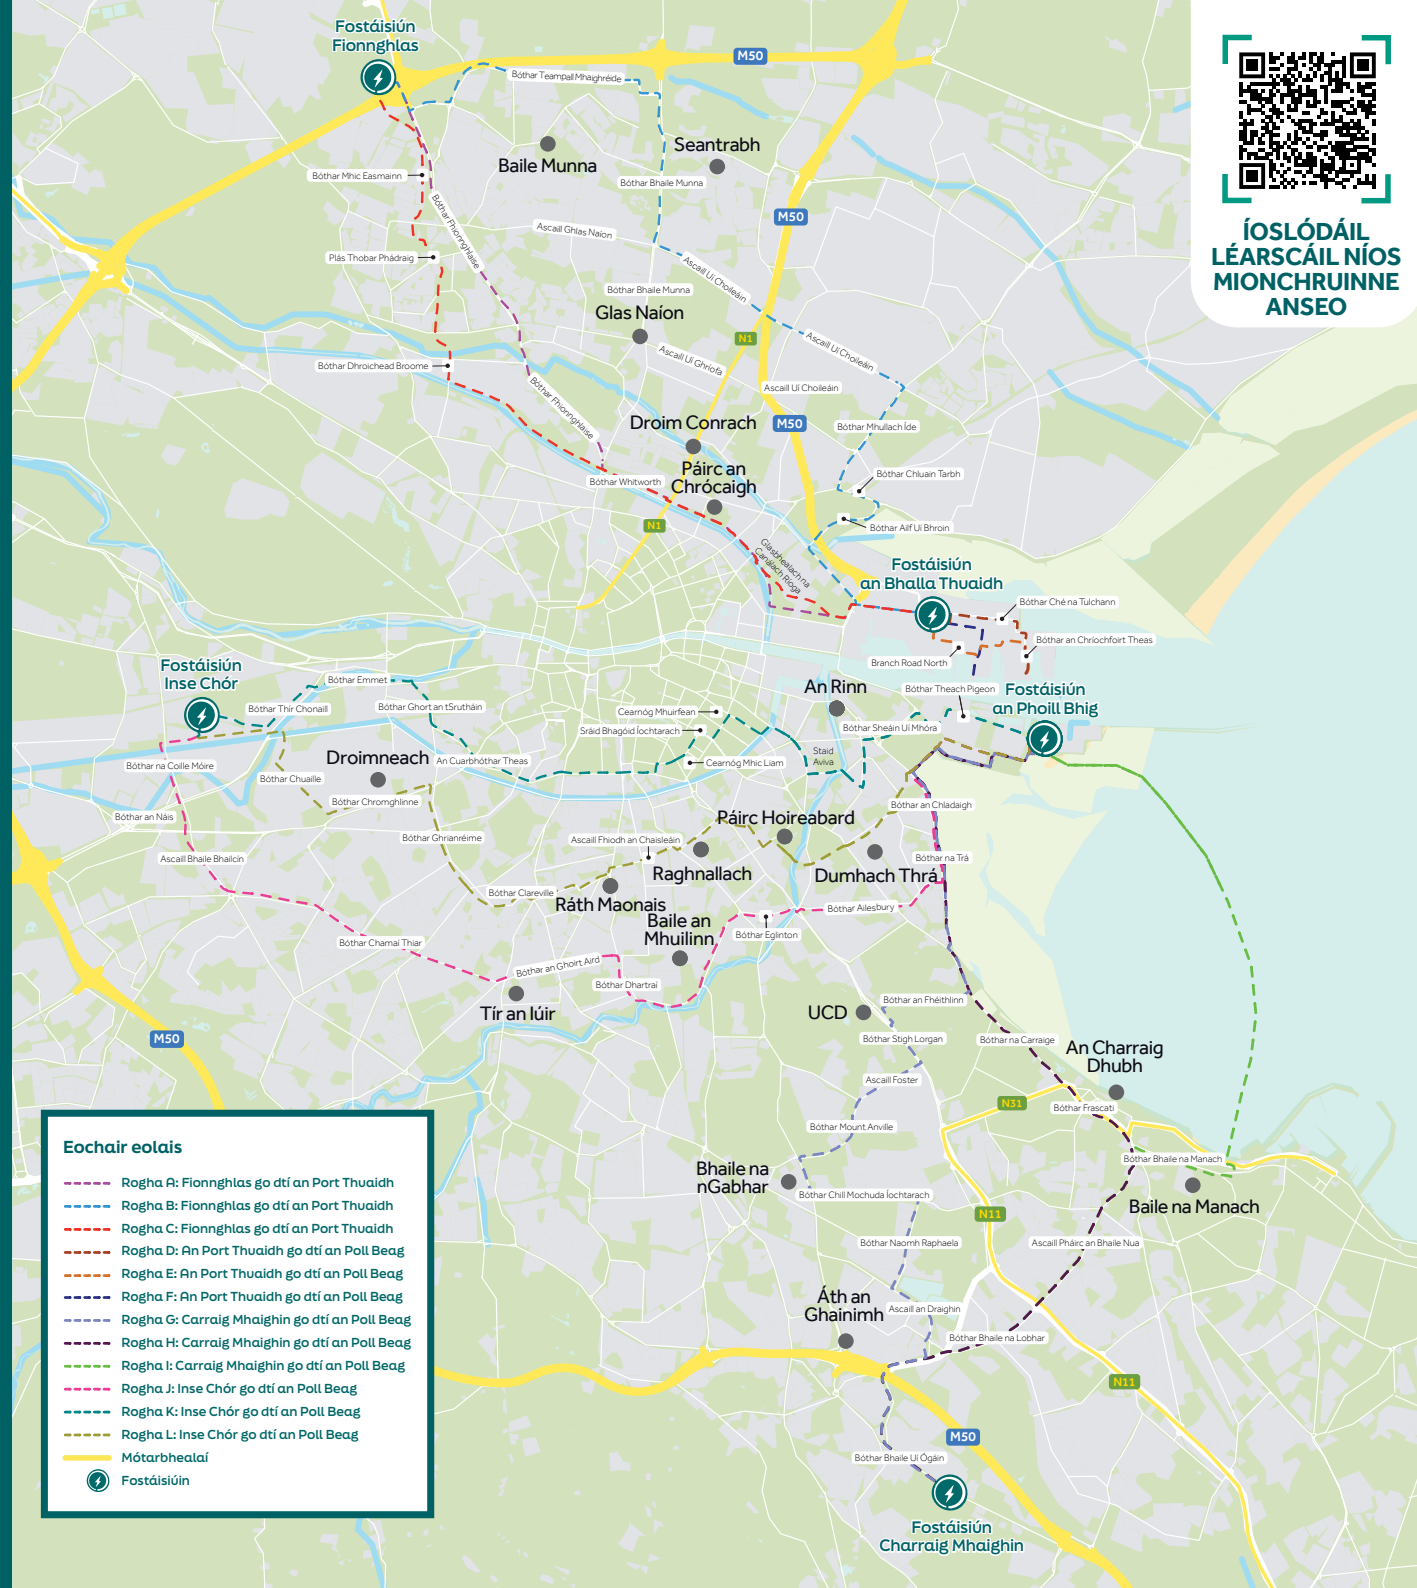 Fostáisiún
Fionnghlas
M50
Bóthar Teampall Mhaighréide
Seantrabh
Baile Munna
Bóthar Mhic Easmainn
Bóthar Bhaile Munna
Bóthar Fhionnghlaise
M50
Ascaill Ghlas Naíon
ÍOSLÓDÁIL
LÉARSCÁIL NÍOS
MIONCHRUINNE
ANSEO
Plás Thobar Phádraig
Ascaill Uí Choileáin
Bóthar Bhaile Munna
Glas Naíon
N1
Ascaill Uí Choileáin
Bóthar Dhroichead Broome
Ascaill Uí Ghríofa
Ascaill Uí Choileáin
Bóthar Fhionnghlaise
Droim Conrach
M50
Bóthar Mhullach Íde
Páirc an
Chrócaigh
Bóthar Chluain Tarbh
Bóthar Whitworth
N1
Bóthar Ailf Uí Bhroin
Glasbhealach na
Canálach Ríoga
Fostáisiún
an Bhalla Thuaidh
Bóthar Ché na Tulchann
Bóthar an Chríochfoirt Theas
Branch Road North
Fostáisiún
Inse Chór
Bóthar Emmet
An Rinn
Bóthar Theach Pigeon
Fostáisiún
an Phoill Bhig
Bóthar Thír Chonaill
Bóthar Ghort an tSrutháin
Cearnóg Mhuirfean
Sráid Bhagóid Íochtarach
Bóthar Sheáin Uí Mhóra
Staid
Aviva
Droimneach
An Cuarbhóthar Theas
Cearnóg Mhic Liam
Bóthar na Coille Móire
Bóthar Chuaille
Bóthar Chromghlinne
Bóthar an Chladaigh
Bóthar an Náis
Páirc Hoireabard
Bóthar Ghrianréime
Ascaill Fhiodh an Chaisleáin
Ascaill Bhaile Bhailcín
Bóthar na Trá
Raghnallach
Dumhach Thrá
Bóthar Clareville
Ráth Maonais
Bóthar Ailesbury
Baile an
Mhuilinn
Bóthar Eglinton
Bóthar Chamaí Thiar
Bóthar an Ghoirt Aird
Bóthar Dhartraí
Tír an Iúir
Bóthar an Fhéithlinn
UCD
M50
Bóthar Stigh Lorgan
Bóthar na Carraige
An Charraig
Dhubh
Ascaill Foster
N31
Bóthar Frascati
Bóthar Mount Anville
Bóthar Bhaile na Manach
Bhaile na
nGabhar
Bóthar Chill Mochuda Íochtarach
Baile na Manach
N11
Bóthar Naomh Raphaela
Ascaill Pháirc an Bhaile Nua
Áth an
Ghainimh
Ascaill an Draighin
Bóthar Bhaile na Lobhar
N11
M50
Bóthar Bhaile Uí Ógáin
Fostáisiún
Charraig Mhaighin
Eochair eolais
Rogha A: Fionnghlas go dtí an Port Thuaidh
Rogha B: Fionnghlas go dtí an Port Thuaidh
Rogha C: Fionnghlas go dtí an Port Thuaidh
Rogha D: An Port Thuaidh go dtí an Poll Beag
Rogha E: An Port Thuaidh go dtí an Poll Beag
Rogha F: An Port Thuaidh go dtí an Poll Beag
Rogha G: Carraig Mhaighin go dtí an Poll Beag
Rogha H: Carraig Mhaighin go dtí an Poll Beag
Rogha I: Carraig Mhaighin go dtí an Poll Beag
Rogha J: Inse Chór go dtí an Poll Beag
Rogha K: Inse Chór go dtí an Poll Beag
Rogha L: Inse Chór go dtí an Poll Beag
Mótarbhealaí
Fostáisiúin